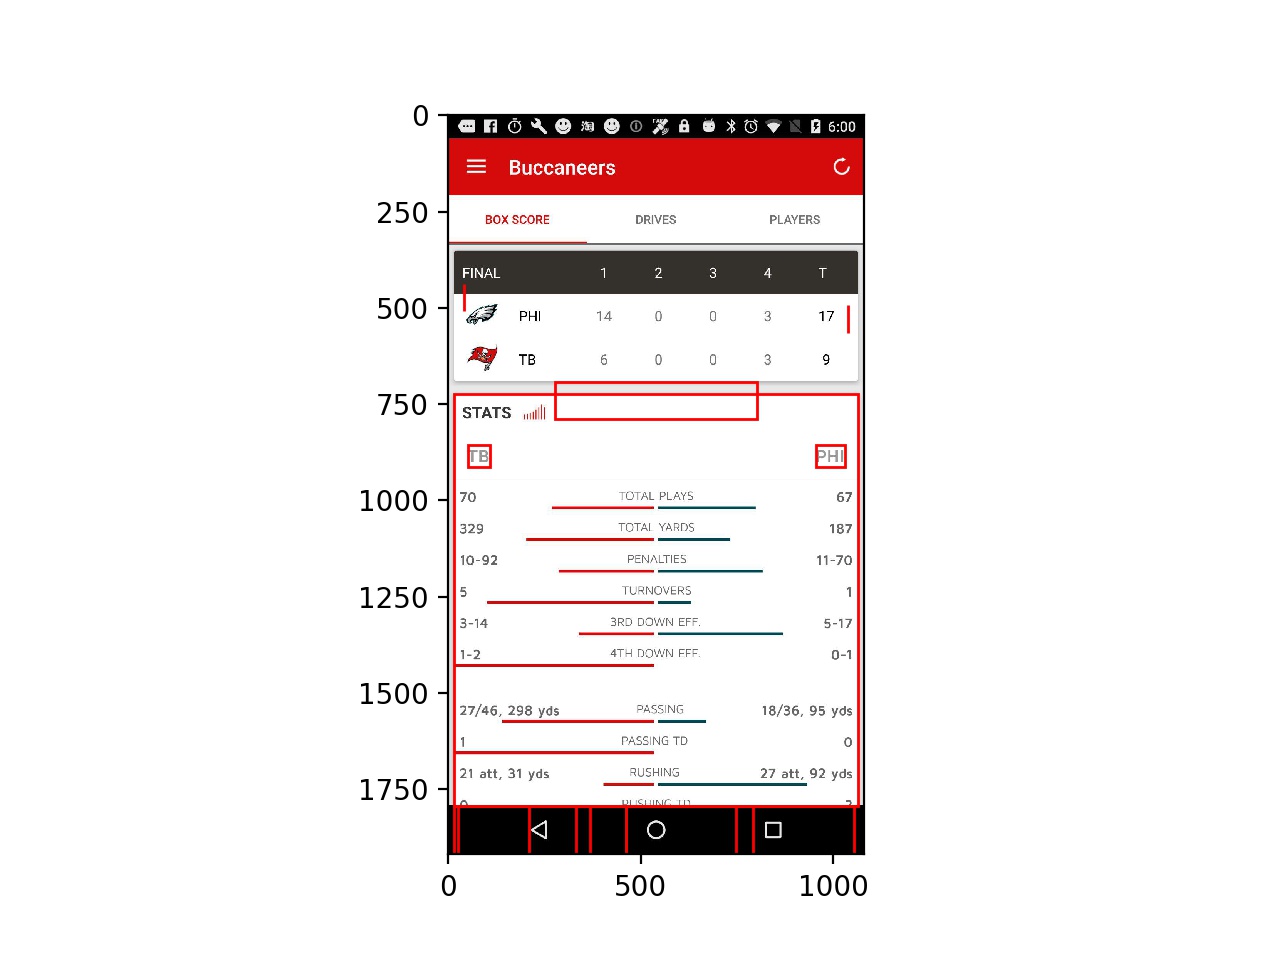 0
6:00
Buccaneers
250
BOX SCORE DRIVES PLAYERS
FINAL 1 2 3 4 T
500
PHI 14 0 0 3 17
TB 6 0 0 3 9
750
STATS
TB PHI
1000
70 TOTAL PLAYS 67
329 TOTAL YARDS 187
10-92 PENALTIES 11-70
1250
5 TURNOVERS 1
3-14 3RD DOWN EFF. 5-17
1-2 4TH DOWN EFF. 0-1
1500
27/46, 298 yds PASSING 18/36, 95 yds
1 PASSING TD 0
21 att, 31 yds RUSHING 27 att, 92 yds
1750
0 RUSHING TD 2
0 500 1000